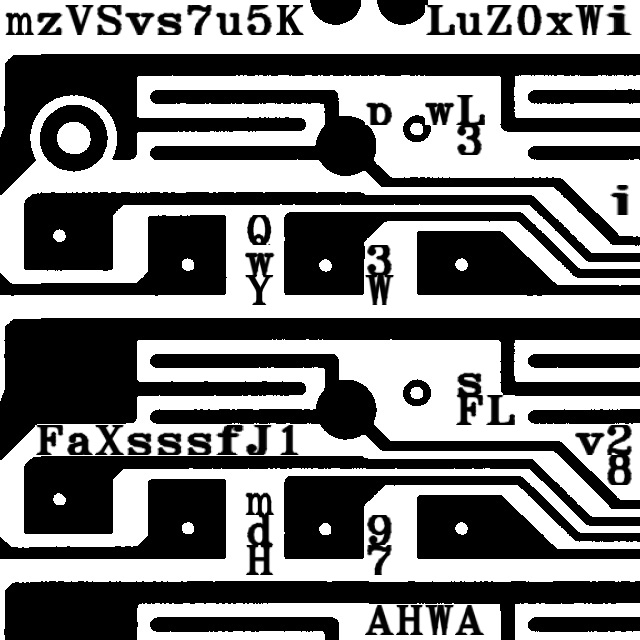 mzVSvs7u5K LuZ0xWi
D wL
3
i
Q
w 3
Y W
s
FL
FaXsssfJ1 v2
8
m
d 9
H 7
AHWA